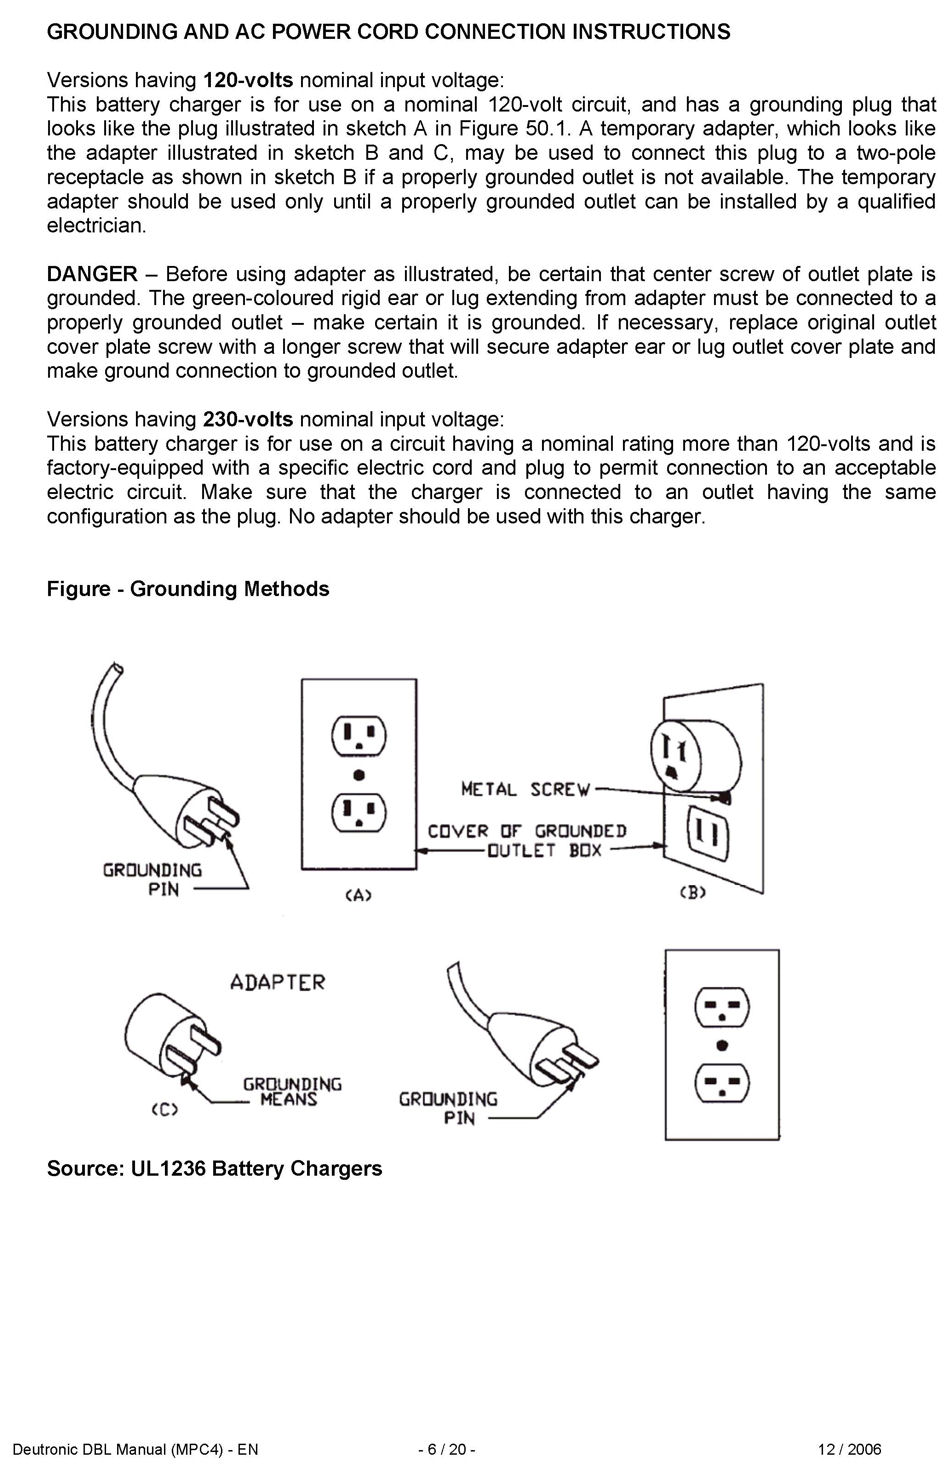 GROUNDING AND AC POWER CORD CONNECTION INSTRUCTIONS
Versions having 120-volts nominal input voltage:
This battery charger is for use on a nominal 120-volt circuit, and has a grounding plug that
looks like the plug illustrated in sketch A in Figure 50.1. A temporary adapter, which looks like
the adapter illustrated in sketch B and C, may be used to connect this plug to a two-pole
receptacle as shown in sketch B if a properly grounded outlet is not available. The temporary
adapter should be used only until a properly grounded outlet can be installed by a qualified
electrician.
DANGER – Before using adapter as illustrated, be certain that center screw of outlet plate is
grounded. The green-coloured rigid ear or lug extending from adapter must be connected to a
properly grounded outlet – make certain it is grounded. If necessary, replace original outlet
cover plate screw with a longer screw that will secure adapter ear or lug outlet cover plate and
make ground connection to grounded outlet.
Versions having 230-volts nominal input voltage:
This battery charger is for use on a circuit having a nominal rating more than 120-volts and is
factory-equipped with a specific electric cord and plug to permit connection to an acceptable
electric circuit. Make sure that the charger is connected to an outlet having the same
configuration as the plug. No adapter should be used with this charger.
Figure - Grounding Methods
METAL SCREW
COVER OF GROUNDED
OUTLET BOX
GROUNDING
PIN
(A)
(B)
ADAPTER
GROUNDING
MEANS
(C)
GROUNDING
PIN
Source: UL1236 Battery Chargers
Deutronic DBL Manual (MPC4) - EN
- 6 / 20 -
12 / 2006